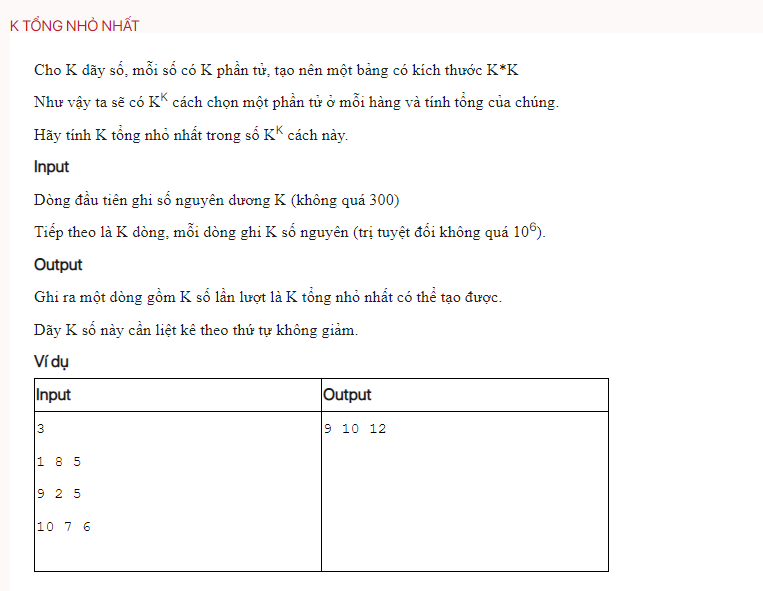 K TỔNG NHỎ NHẤT
Cho K dãy số, mỗi số có K phần tử, tạo nên một bảng có kích thước K*K
Như vậy ta sẽ có K^K cách chọn một phần tử ở mỗi hàng và tính tổng của chúng.
Hãy tính K tổng nhỏ nhất trong số K^K cách này.
Input
Dòng đầu tiên ghi số nguyên dương K (không quá 300)
Tiếp theo là K dòng, mỗi dòng ghi K số nguyên (trị tuyệt đối không quá 10^6).
Output
Ghi ra một dòng gồm K số lần lượt là K tổng nhỏ nhất có thể tạo được.
Dãy K số này cần liệt kê theo thứ tự không giảm.
Ví dụ
Input Output
3 9 10 12
1 8 5
9 2 5
10 7 6